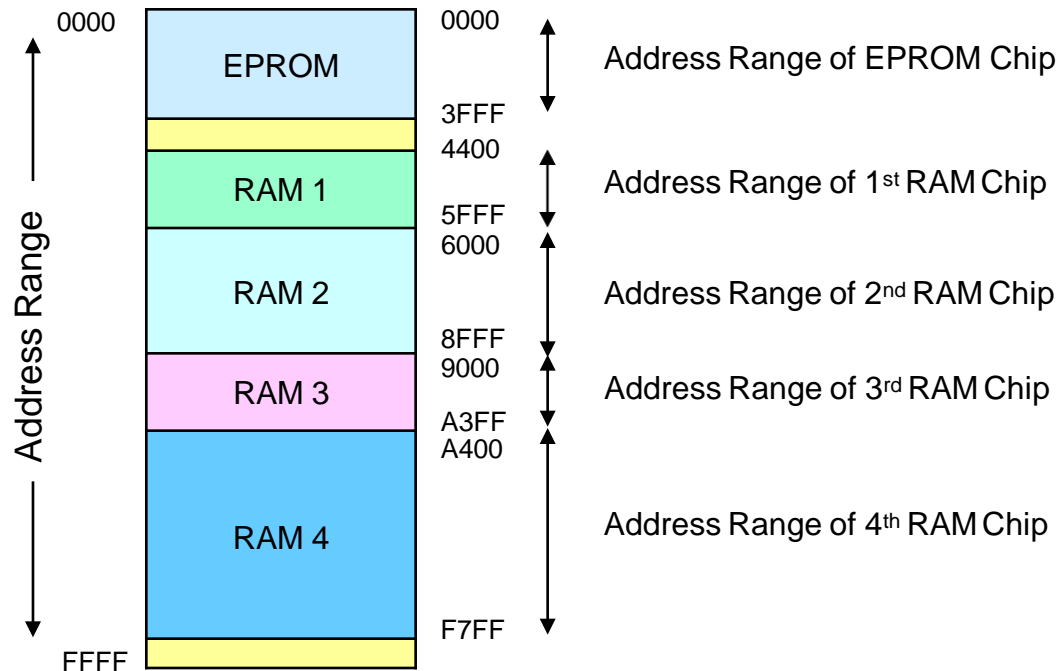 0000
0000
EPROM
Address Range of EPROM Chip
3FFF
4400
RAM 1
Address Range of 1st RAM Chip
5FFF
6000
RAM 2
Address Range of 2nd RAM Chip
8FFF
9000
RAM 3
Address Range of 3rd RAM Chip
A3FF
A400
RAM 4
Address Range of 4th RAM Chip
F7FF
FFFF
Address Range